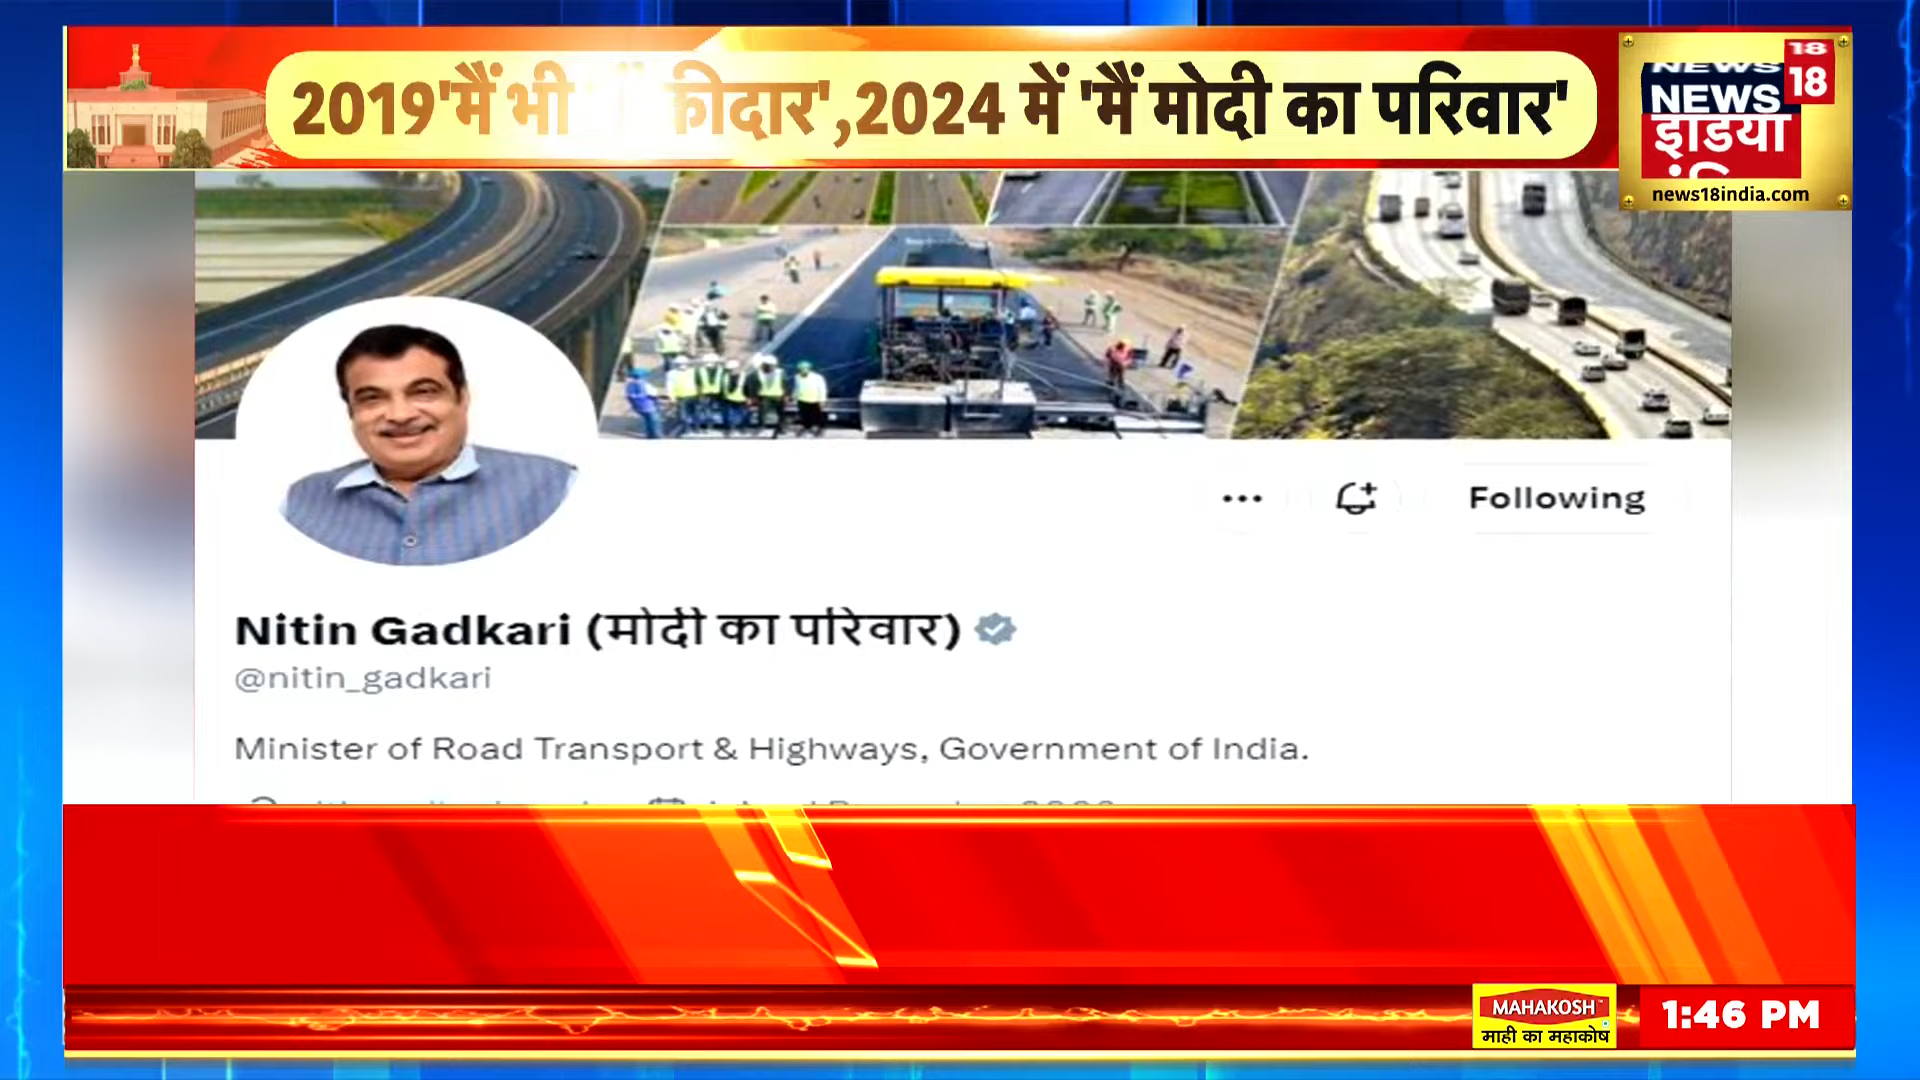 2019'मैं भी कीदार',2024 में 'मैं मोदी का परिवार'
18
NEWS 18
NEWS
इंडिया
news18india.com
Following
Nitin Gadkari (मोदी का परिवार)
@nitin_gadkari
Minister of Road Transport & Highways, Government of India.
MAHAKOSH
माही का महाकोष
1:46 PM